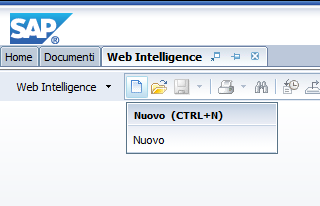 SAP
Home Documenti Web Intelligence
Web Intelligence
Nuovo (CTRL+N)
Nuovo